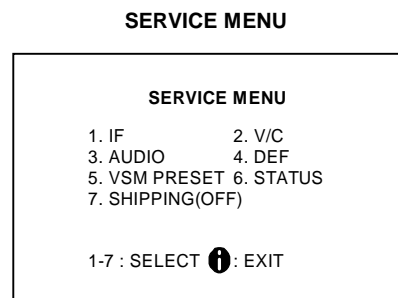 SERVICE MENU
SERVICE MENU
1. IF 2. V/C
3. AUDIO 4. DEF
5. VSM PRESET 6. STATUS
7. SHIPPING(OFF)
1-7 : SELECT i : EXIT